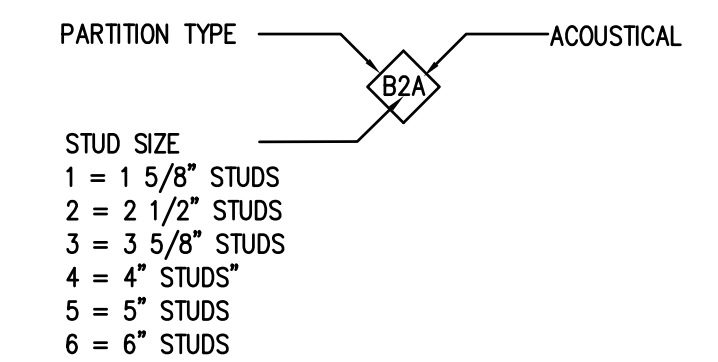 PARTITION TYPE
ACOUSTICAL
B2A
STUD SIZE
1 = 1 5/8" STUDS
2 = 2 1/2" STUDS
3 = 3 5/8" STUDS
4 = 4" STUDS"
5 = 5" STUDS
6 = 6" STUDS